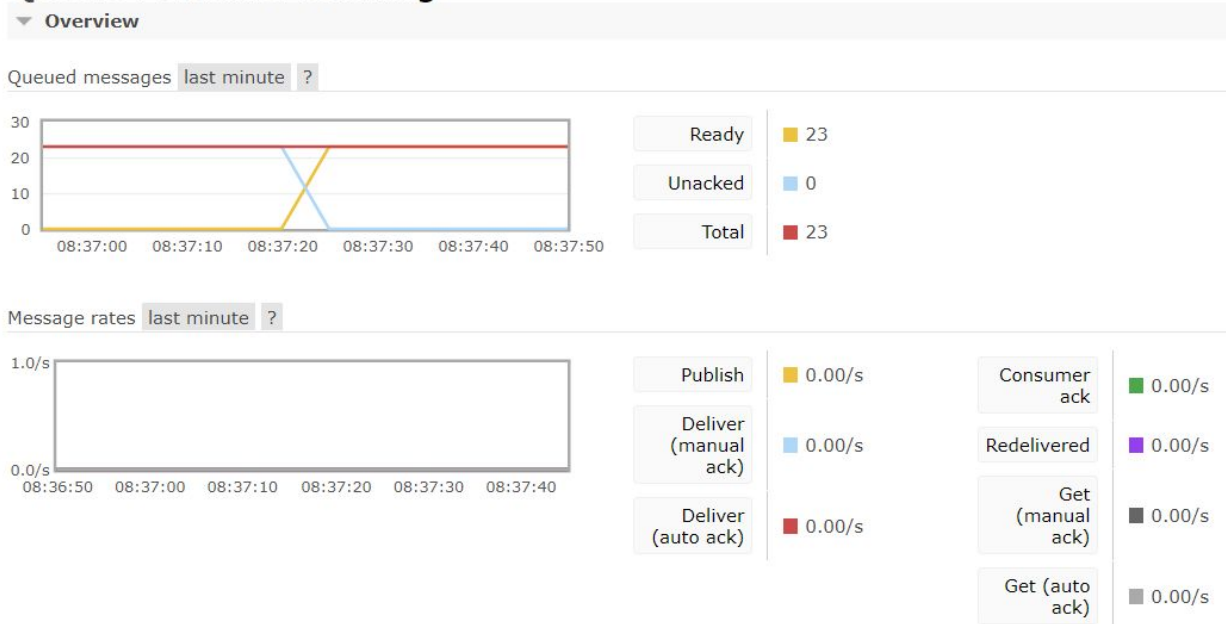 Overview
Queued messages last minute ?
30
20
10
0
08:37:00 08:37:10 08:37:20 08:37:30 08:37:40 08:37:50
Ready 23
Unacked 0
Total 23
Message rates last minute ?
1.0/s
0.0/s
08:36:50 08:37:00 08:37:10 08:37:20 08:37:30 08:37:40
Publish 0.00/s
Deliver
(manual
ack)
0.00/s
Deliver
(auto ack)
0.00/s
Consumer
ack
0.00/s
Redelivered 0.00/s
Get
(manual
ack)
0.00/s
Get (auto
ack)
0.00/s